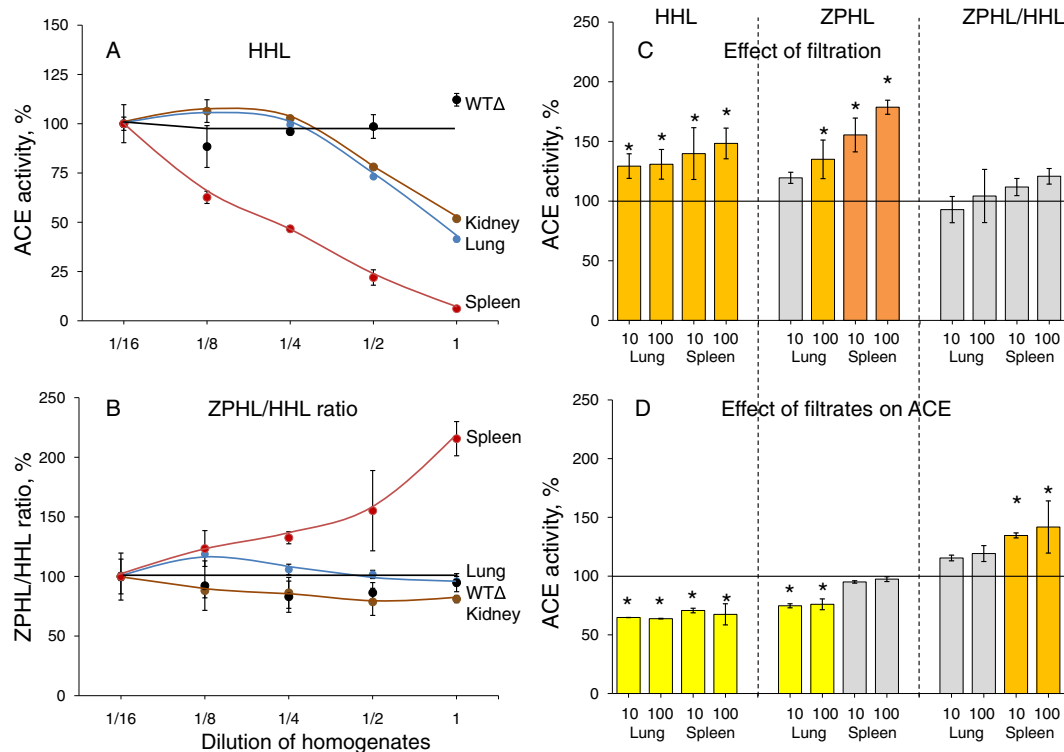 A
HHL
ACE activity, %
150
125
100
75
50
25
0
WTΔ
Kidney
Lung
Spleen
1/16 1/8 1/4 1/2 1
B
ZPHL/HHL ratio
ZPHL/HHL ratio, %
250
200
150
100
50
0
Spleen
Lung
WTΔ
Kidney
1/16 1/8 1/4 1/2 1
Dilution of homogenates
HHL ZPHL ZPHL/HHL
C Effect of filtration
ACE activity, %
250
200
150
100
50
0
* * * * * * *
10 100 10 100 10 100 10 100 10 100 10 100
Lung Spleen Lung Spleen Lung Spleen
D Effect of filtrates on ACE
ACE activity, %
250
200
150
100
50
0
* * * * * * * *
10 100 10 100 10 100 10 100 10 100 10 100
Lung Spleen Lung Spleen Lung Spleen